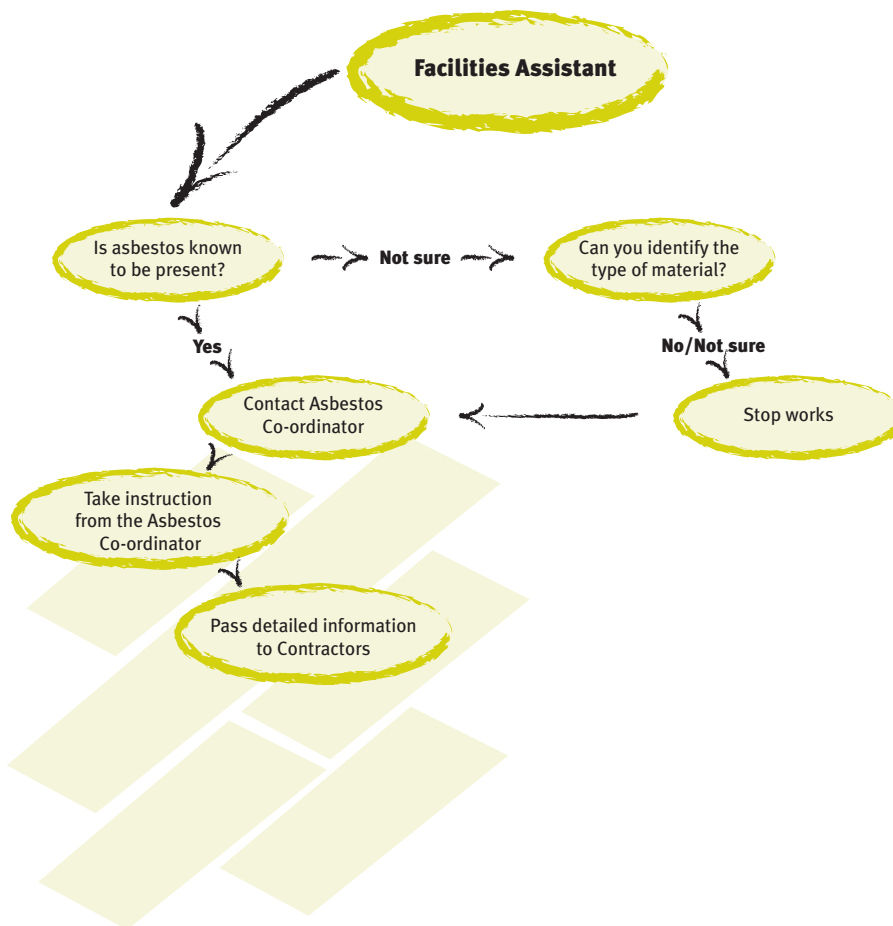 Facilities Assistant
Is asbestos known
to be present?
Not sure
Can you identify the
type of material?
Yes
No/Not sure
Contact Asbestos
Co-ordinator
Stop works
Take instruction
from the Asbestos
Co-ordinator
Pass detailed information
to Contractors